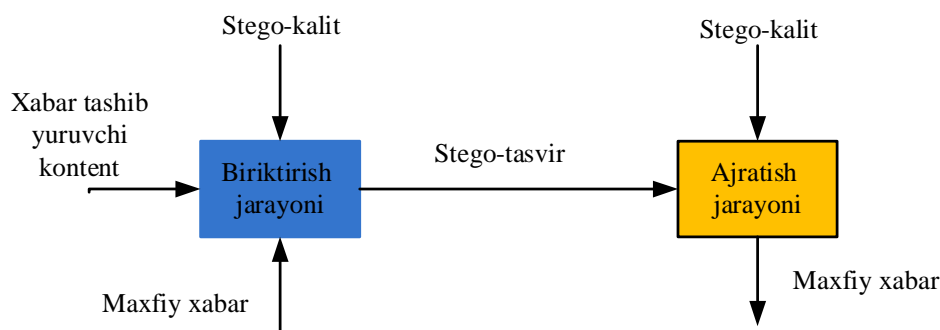 Stego-kalit
Stego-kalit
Xabar tashib
yuruvchi
kontent
Biriktirish
jarayoni
Stego-tasvir
Ajratish
jarayoni
Maxfiy xabar
Maxfiy xabar